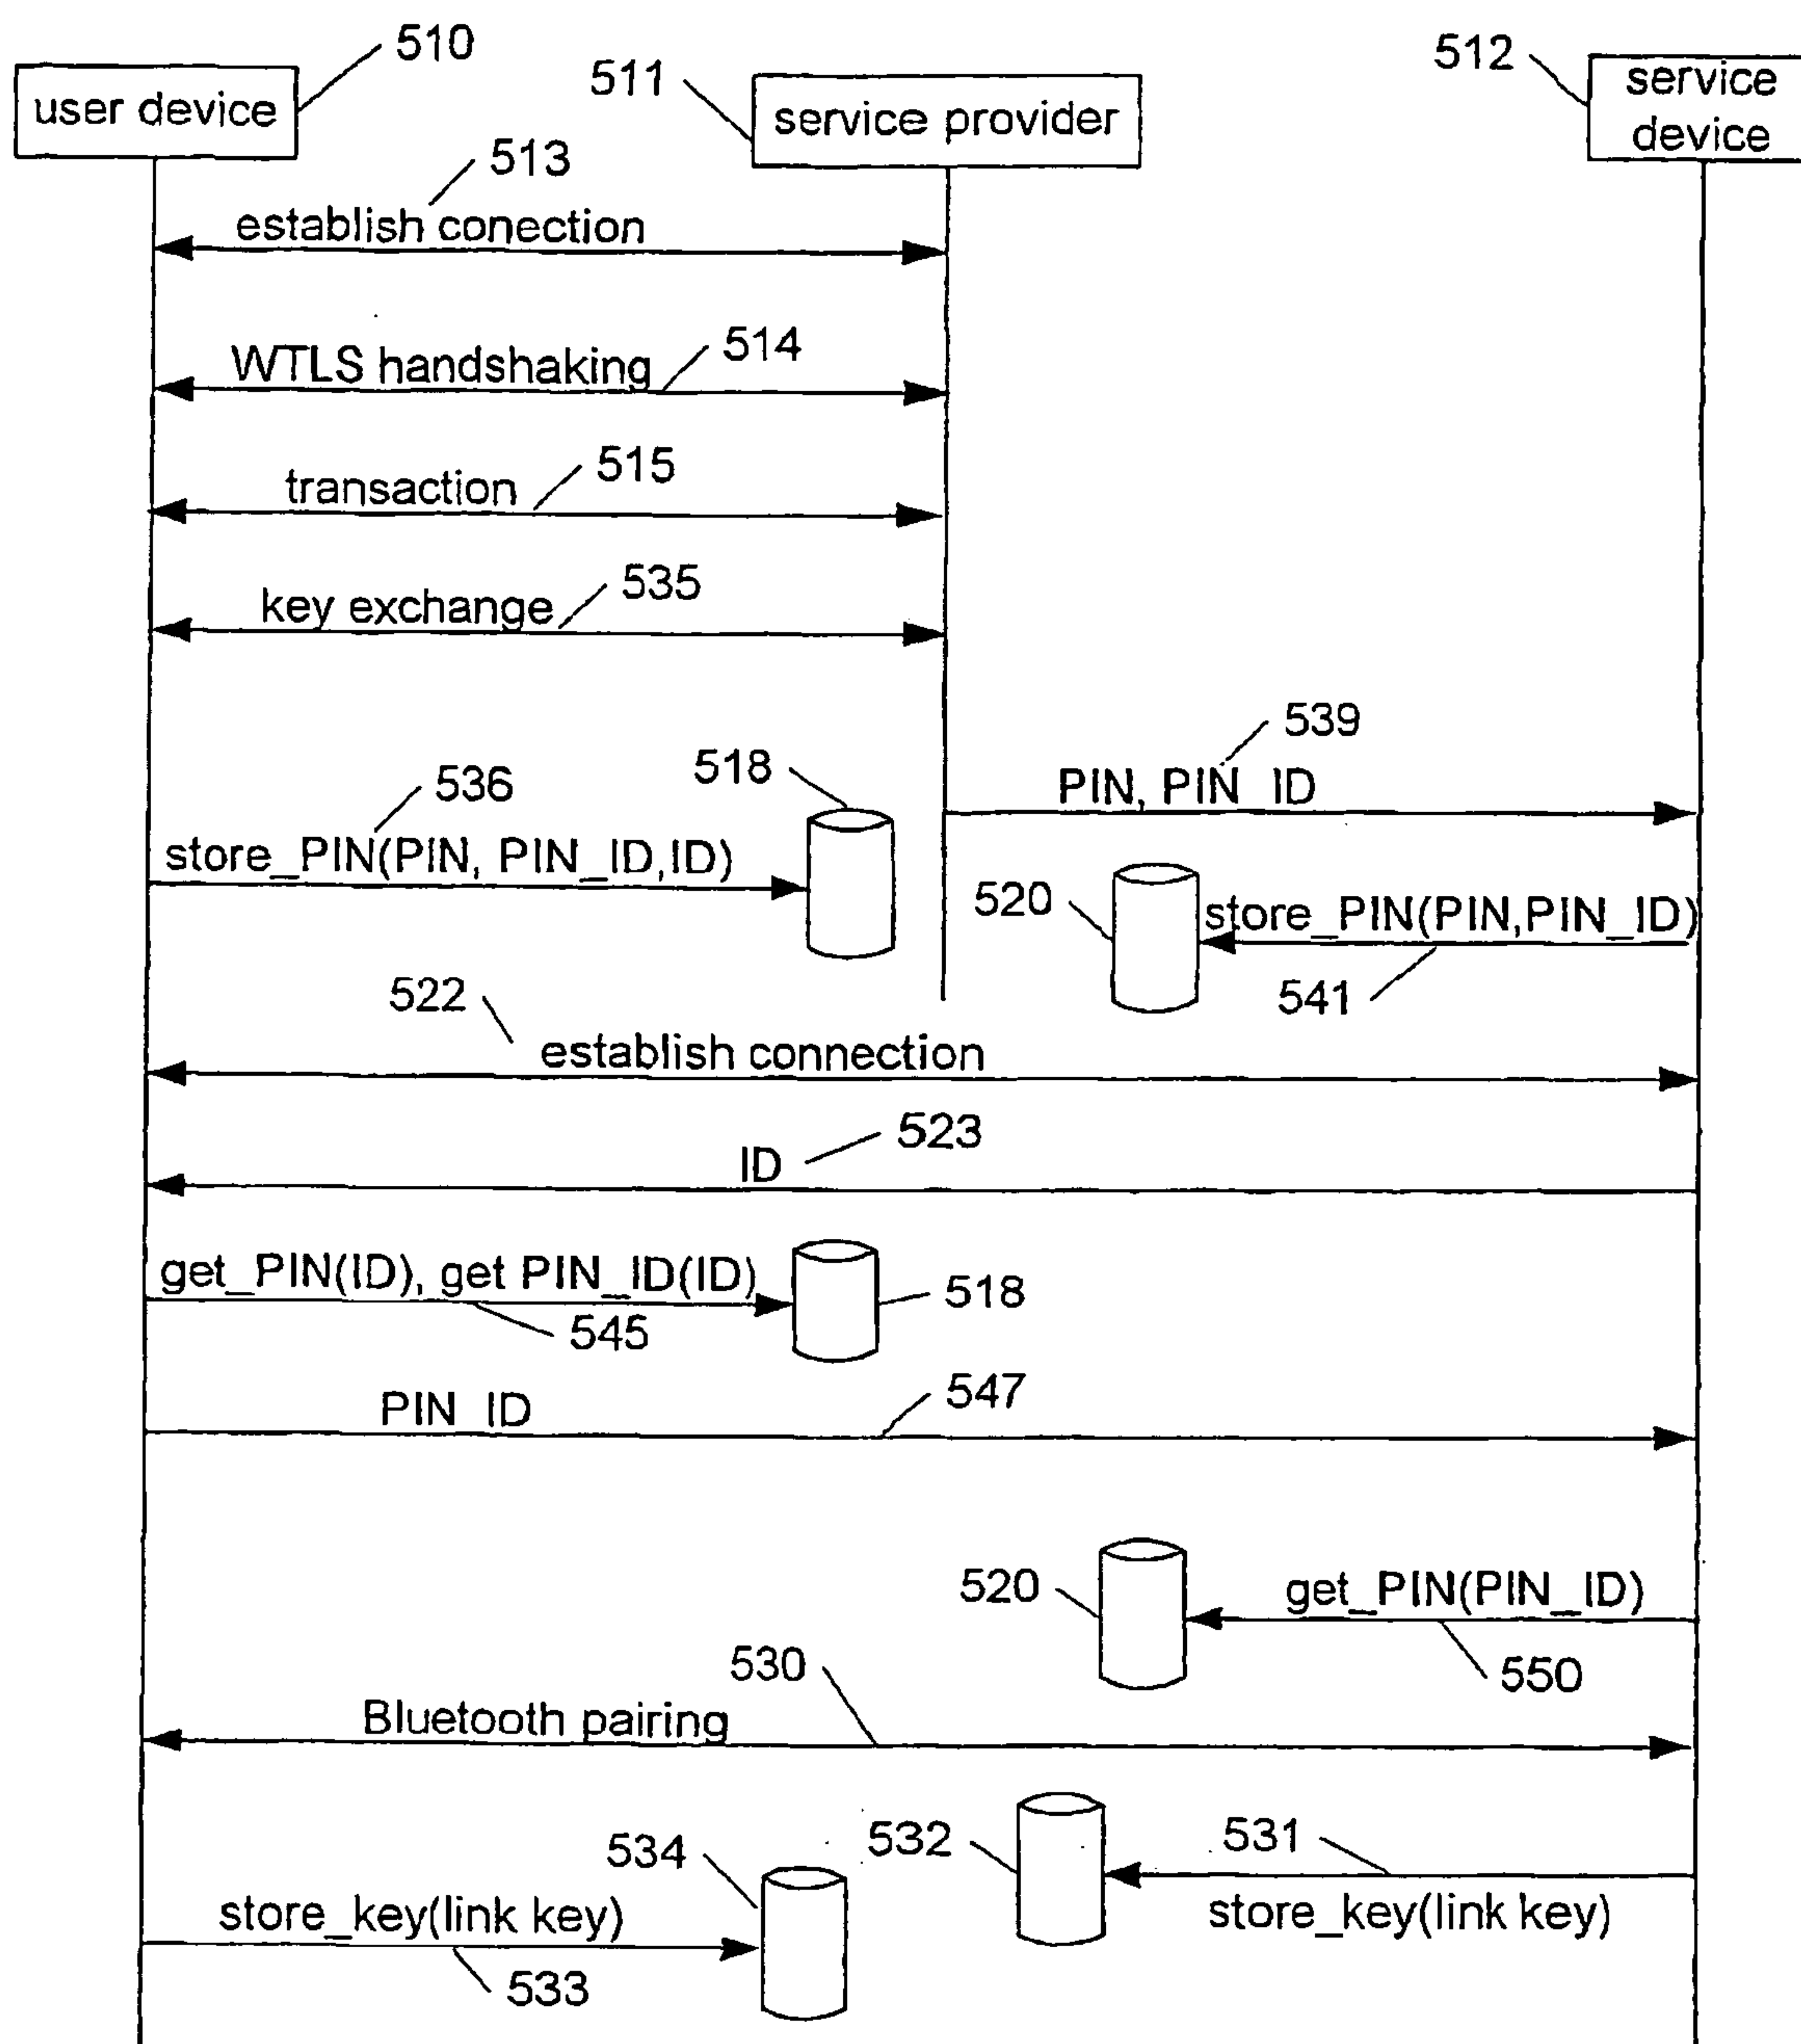 510
user device
511
service provider
512
service
device
513
establish conection
WTLS handshaking
514
transaction
515
key exchange
535
539
PIN, PIN_ID
536
518
store_PIN(PIN, PIN_ID,ID)
520
store_PIN(PIN,PIN_ID)
541
522
establish connection
523
ID
get_PIN(ID), get PIN_ID(ID)
518
545
PIN_ID
547
520
get_PIN(PIN_ID)
550
530
Bluetooth pairing
534
532
531
store_key(link key)
store_key(link key)
533